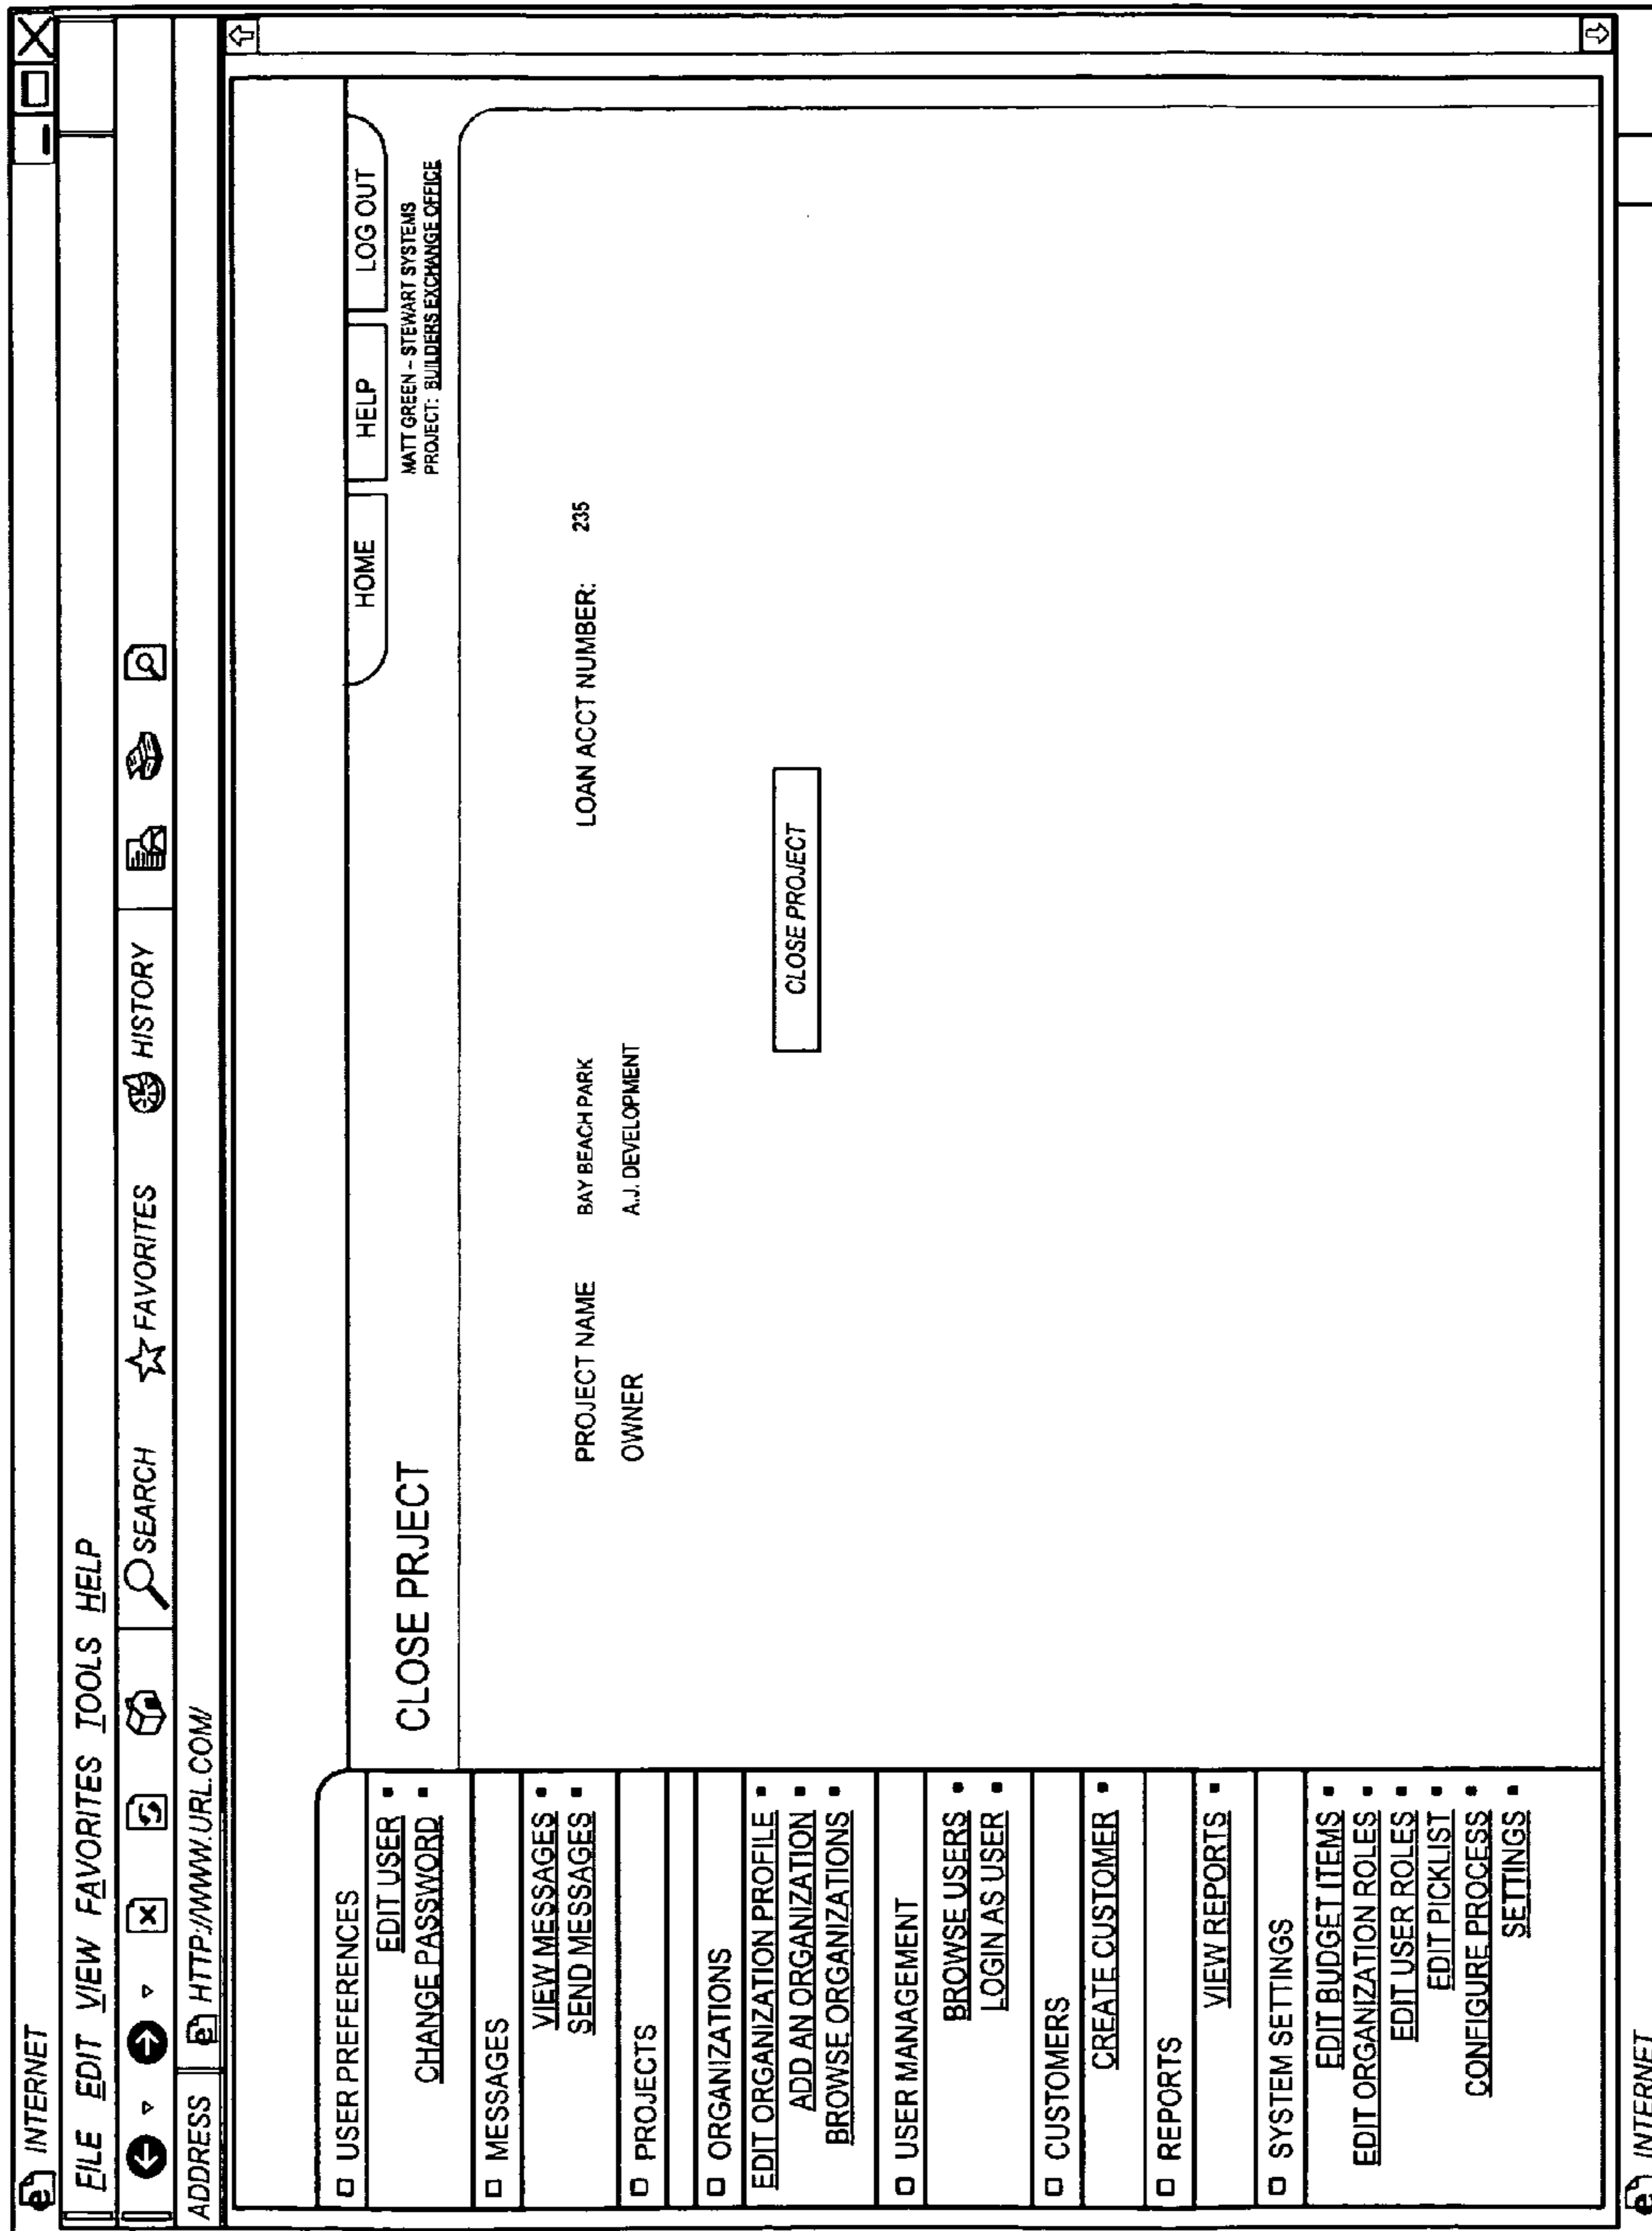 INTERNET
FILE EDIT VIEW FAVORITES TOOLS HELP
SEARCH FAVORITES HISTORY
ADDRESS HTTP://WWW.URL.COM/
HOME HELP LOG OUT
CLOSE PRJECT
MATT GREEN - STEWART SYSTEMS
PROJECT: BUILDERS EXCHANGE OFFICE
USER PREFERENCES
EDIT USER
CHANGE PASSWORD
MESSAGES
VIEW MESSAGES
SEND MESSAGES
PROJECTS
ORGANIZATIONS
EDIT ORGANIZATION PROFILE
ADD AN ORGANIZATION
BROWSE ORGANIZATIONS
USER MANAGEMENT
BROWSE USERS
LOGIN AS USER
CUSTOMERS
CREATE CUSTOMER
REPORTS
VIEW REPORTS
SYSTEM SETTINGS
EDIT BUDGET ITEMS
EDIT ORGANIZATION ROLES
EDIT USER ROLES
EDIT PICKLIST
CONFIGURE PROCESS
SETTINGS
PROJECT NAME BAY BEACH PARK LOAN ACCT NUMBER: 235
OWNER A.J. DEVELOPMENT
CLOSE PROJECT
INTERNET